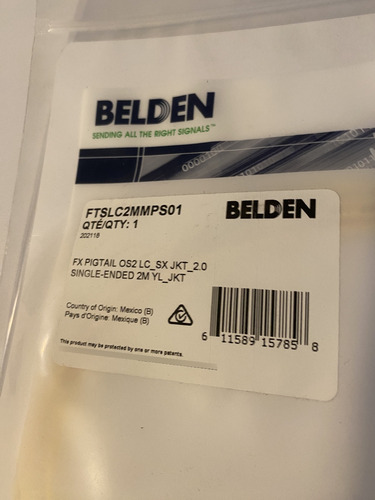 BELDEN
SENDING ALL THE RIGHT SIGNALS™
FTSLC2MMPS01
QTÉ/QTY: 1
202118
BELDEN
FX PIGTAIL OS2 LC_SX JKT_2.0
SINGLE-ENDED 2M YL_JKT
Country of Origin: Mexico (B)
Pays d'Origine: Mexique (B)
6 11589 15785 8
This product may be protected by one or more patents.